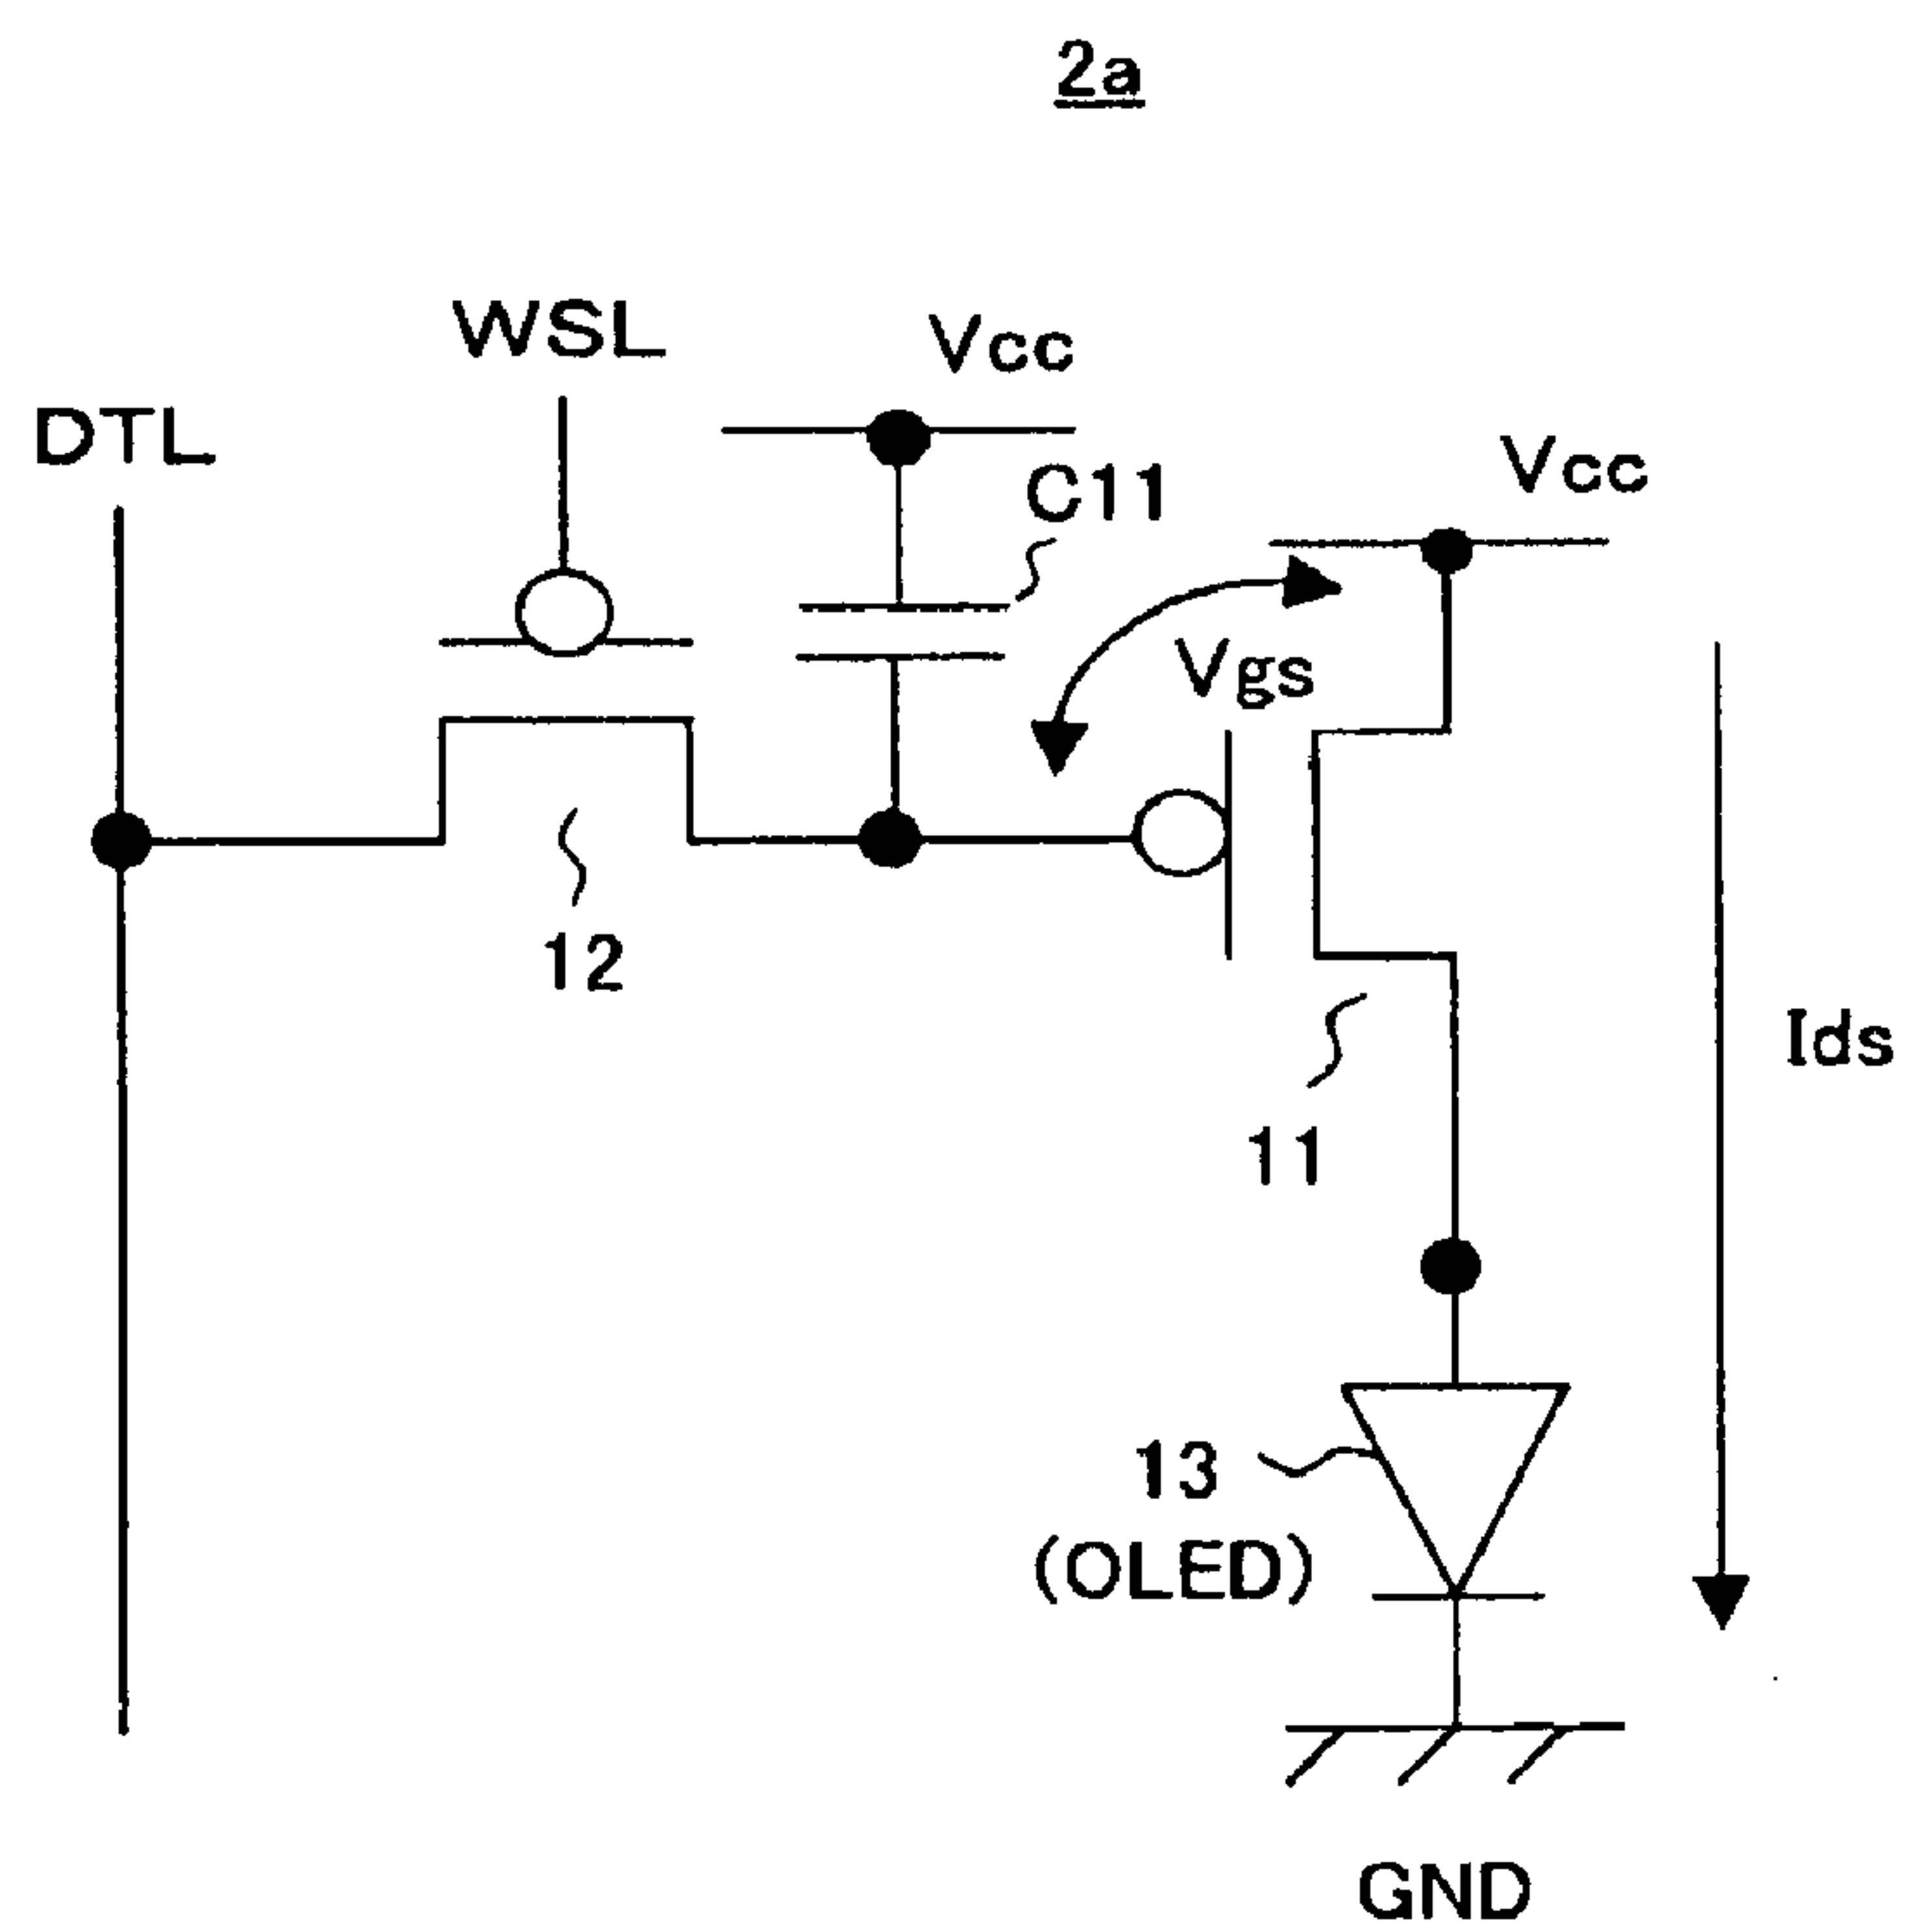 2a
WSL
Vcc
DTL
C11
Vcc
Vgs
12
Ids
11
13
(OLED)
GND